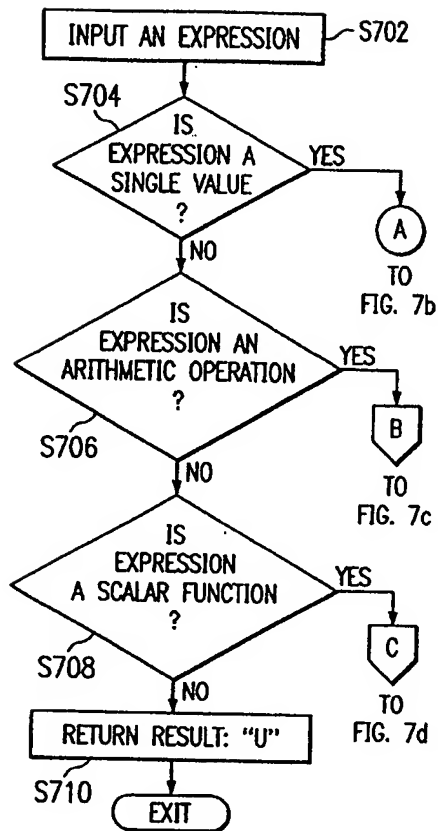 INPUT AN EXPRESSION
S702
S704
IS
EXPRESSION A
SINGLE VALUE
?
YES
A
TO
FIG. 7b
NO
IS
EXPRESSION AN
ARITHMETIC OPERATION
?
YES
B
TO
FIG. 7c
S706
NO
IS
EXPRESSION
A SCALAR FUNCTION
?
YES
C
TO
FIG. 7d
S708
NO
RETURN RESULT: "U"
S710
EXIT